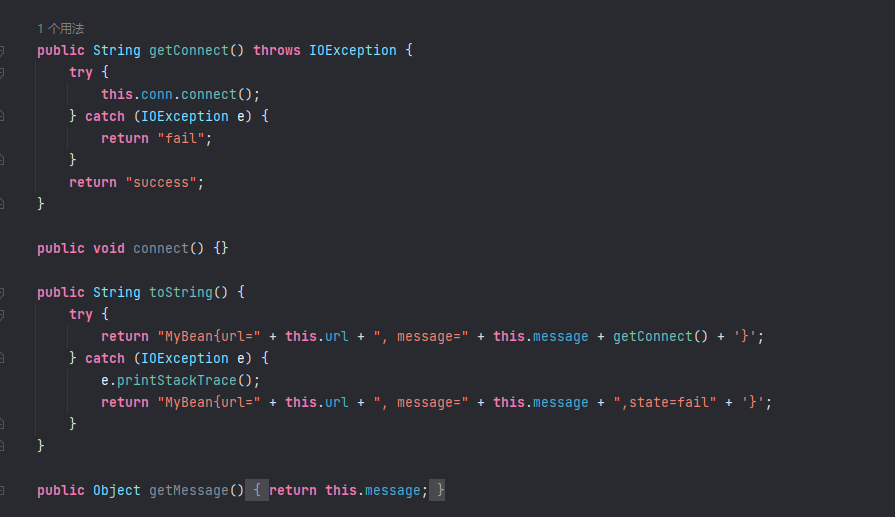 1 个用法
public String getConnect() throws IOException {
    try {
        this.conn.connect();
    } catch (IOException e) {
        return "fail";
    }
    return "success";
}
public void connect() {}
public String toString() {
    try {
        return "MyBean{url=" + this.url + ", message=" + this.message + getConnect() + '}';
    } catch (IOException e) {
        e.printStackTrace();
        return "MyBean{url=" + this.url + ", message=" + this.message + ",state=fail" + '}';
    }
}
public Object getMessage() { return this.message; }